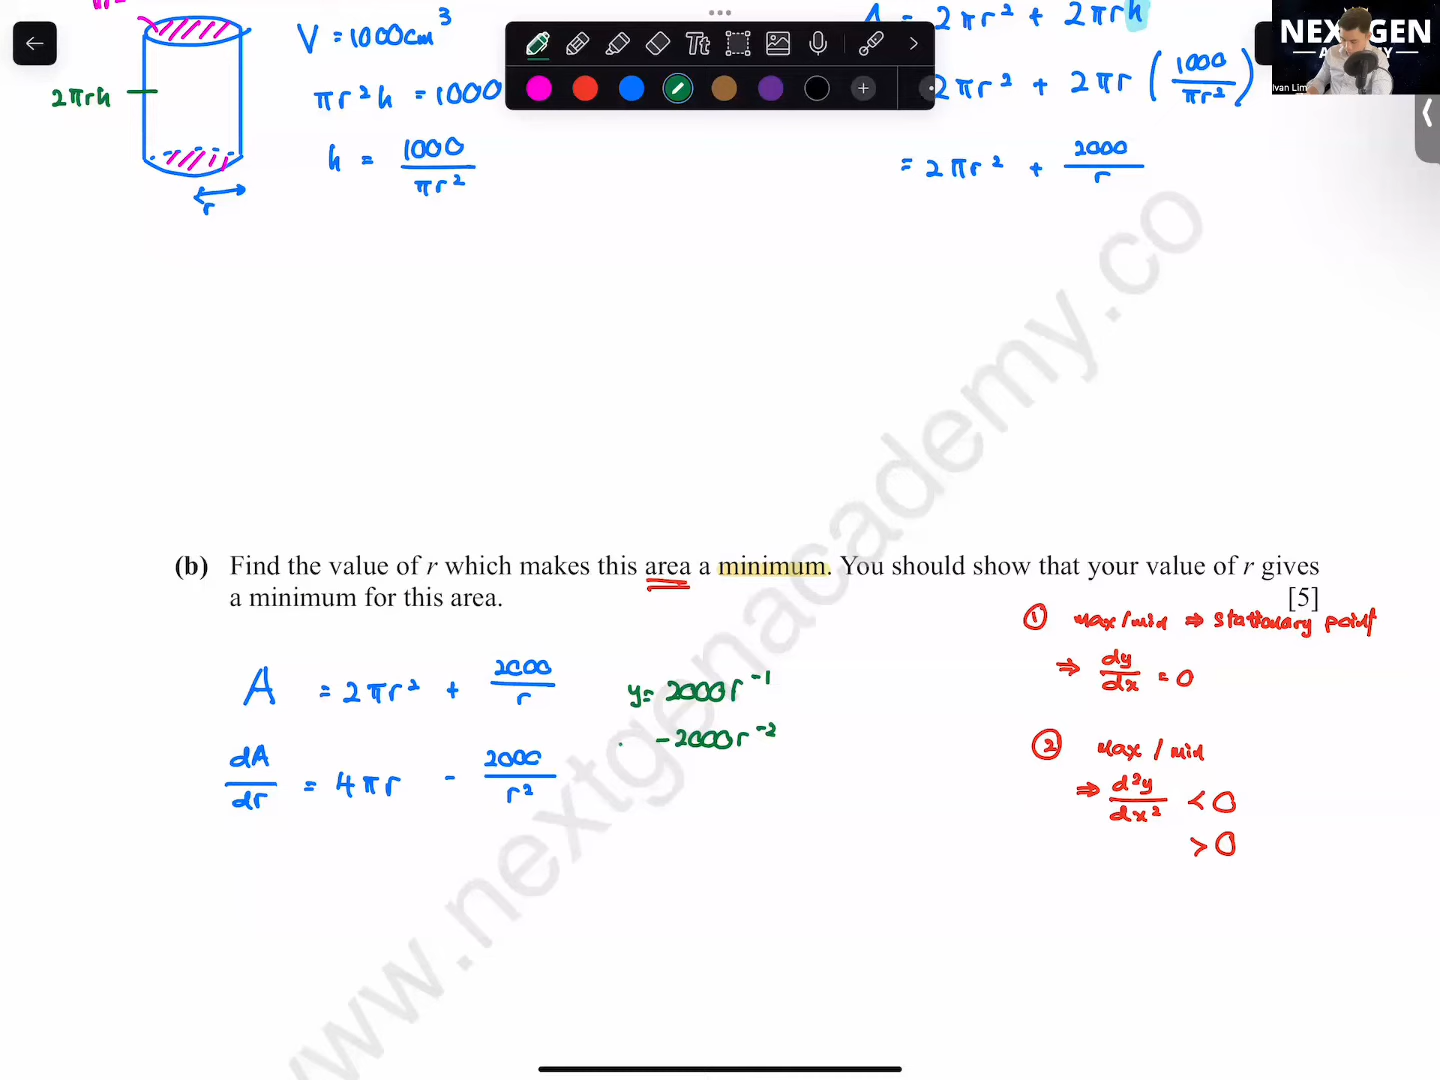 V = 1000cm³
A = 2πr² + 2πrh
NEXTGEN
ACADEMY
Ivan Lim
Tt
2πrh
πr²h = 1000
2πr² + 2πr (1000/πr²)
h = 1000/πr²
= 2πr² + 2000/r
r
www.nextgenacademy.co
(b) Find the value of r which makes this area a minimum. You should show that your value of r gives
a minimum for this area. [5]
① max/min ⇒ stationary point
⇒ dy/dx = 0
A = 2πr² + 2000/r
y = 2000r⁻¹
-2000r⁻²
dA/dr = 4πr - 2000/r²
② max / min
⇒ d²y/dx² < 0
> 0